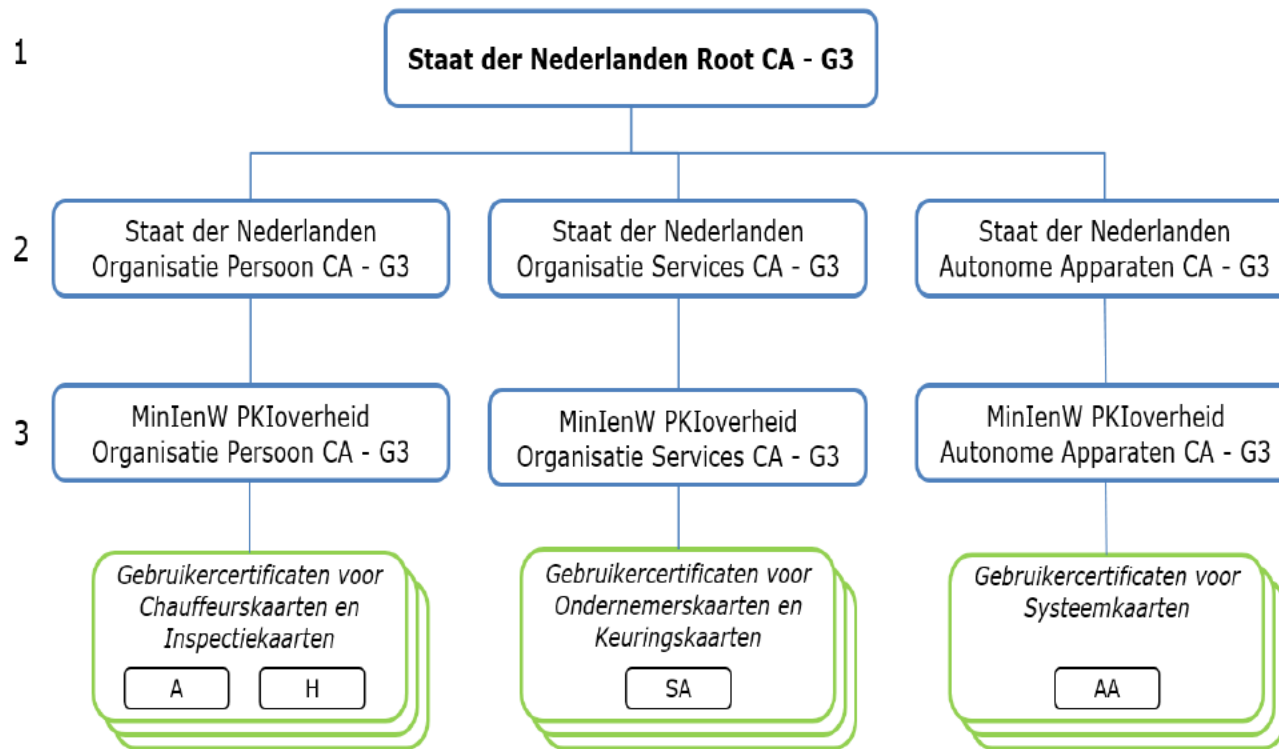 1
Staat der Nederlanden Root CA - G3
2
Staat der Nederlanden
Organisatie Persoon CA - G3
Staat der Nederlanden
Organisatie Services CA - G3
Staat der Nederlanden
Autonome Apparaten CA - G3
3
MinIenW PKIoverheid
Organisatie Persoon CA - G3
MinIenW PKIoverheid
Organisatie Services CA - G3
MinIenW PKIoverheid
Autonome Apparaten CA - G3
Gebruikercertificaten voor
Chauffeurskaarten en
Inspectiekaarten
A
H
Gebruikercertificaten voor
Ondernemerskaarten en
Keuringskaarten
SA
Gebruikercertificaten voor
Systeemkaarten
AA